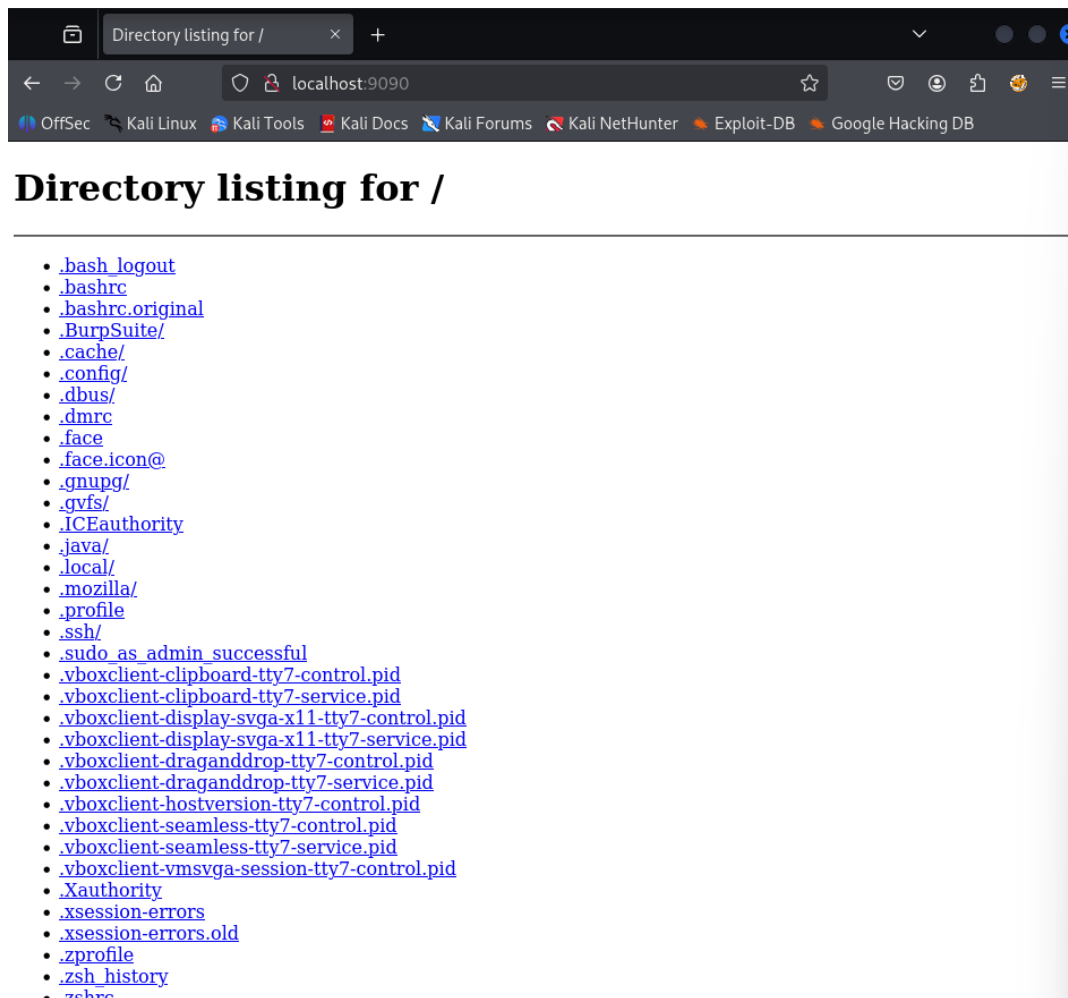 Directory listing for /
localhost:9090
OffSec Kali Linux Kali Tools Kali Docs Kali Forums Kali NetHunter Exploit-DB Google Hacking DB
Directory listing for /
.bash_logout
.bashrc
.bashrc.original
.BurpSuite/
.cache/
.config/
.dbus/
.dmrc
.face
.face.icon@
.gnupg/
.gvfs/
.ICEauthority
.java/
.local/
.mozilla/
.profile
.ssh/
.sudo_as_admin_successful
.vboxclient-clipboard-tty7-control.pid
.vboxclient-clipboard-tty7-service.pid
.vboxclient-display-svga-x11-tty7-control.pid
.vboxclient-display-svga-x11-tty7-service.pid
.vboxclient-draganddrop-tty7-control.pid
.vboxclient-draganddrop-tty7-service.pid
.vboxclient-hostversion-tty7-control.pid
.vboxclient-seamless-tty7-control.pid
.vboxclient-seamless-tty7-service.pid
.vboxclient-vmsvga-session-tty7-control.pid
.Xauthority
.xsession-errors
.xsession-errors.old
.zprofile
.zsh_history
.zshrc